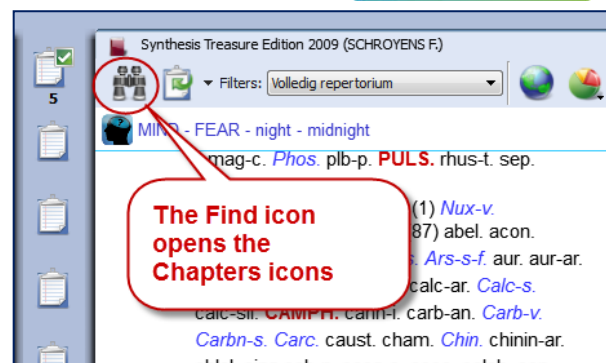 Synthesis Treasure Edition 2009 (SCHROYENS F.)
Filters: Volledig repertorium
5
MIND - FEAR - night - midnight
mag-c. Phos. plb-p. PULS. rhus-t. sep.
(1) Nux-v.
87) abel. acon.
The Find icon
opens the
Chapters icons
Ars-s-f. aur. aur-ar.
calc-ar. Calc-s.
calc-sil. CAMPH. cann-i. carb-an. Carb-v.
Carbn-s. Carc. caust. cham. Chin. chinin-ar.